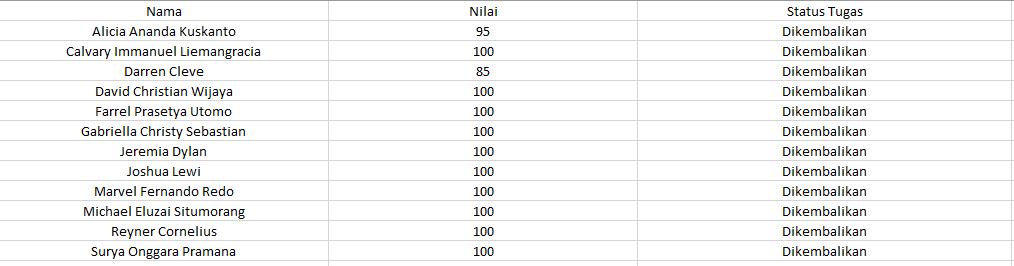 Nama Nilai Status Tugas
Alicia Ananda Kuskanto 95 Dikembalikan
Calvary Immanuel Liemangracia 100 Dikembalikan
Darren Cleve 85 Dikembalikan
David Christian Wijaya 100 Dikembalikan
Farrel Prasetya Utomo 100 Dikembalikan
Gabriella Christy Sebastian 100 Dikembalikan
Jeremia Dylan 100 Dikembalikan
Joshua Lewi 100 Dikembalikan
Marvel Fernando Redo 100 Dikembalikan
Michael Eluzai Situmorang 100 Dikembalikan
Reyner Cornelius 100 Dikembalikan
Surya Onggara Pramana 100 Dikembalikan